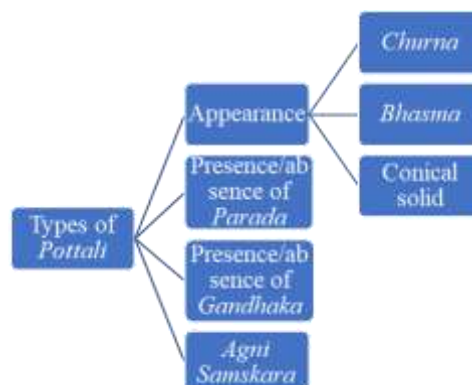 Types of
Pottali
Appearance
Presence/ab
sence of
Parada
Presence/ab
sence of
Gandhaka
Agni
Samskara
Churna
Bhasma
Conical
solid